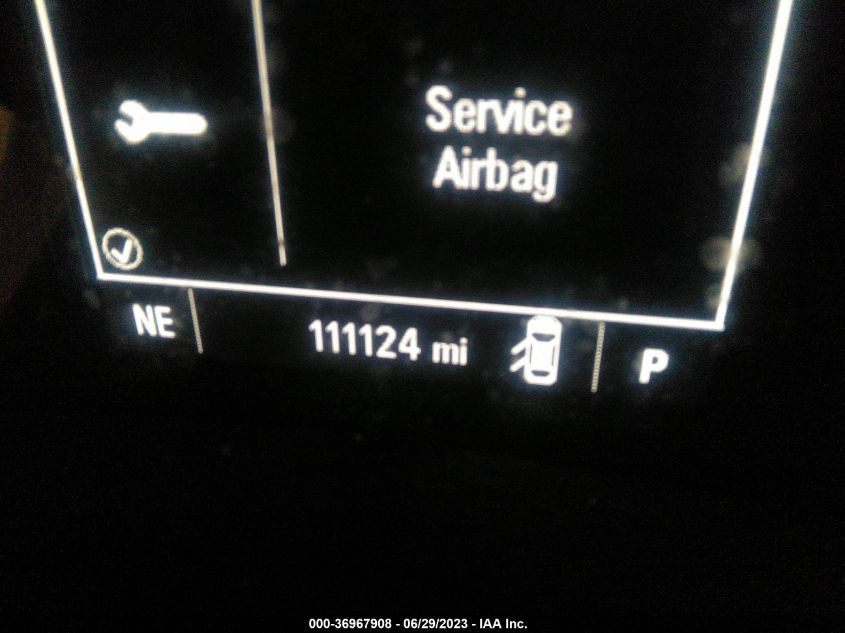 Service
Airbag
NE 111124 mi P
000-36967908 - 06/29/2023 - IAA Inc.